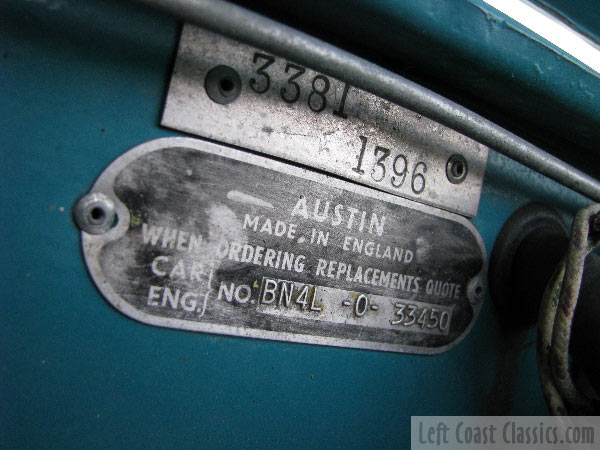 3381
1396
AUSTIN
MADE IN ENGLAND
WHEN ORDERING REPLACEMENTS QUOTE
CAR
ENG. NO. BN4L -O- 33450
Left Coast Classics.com